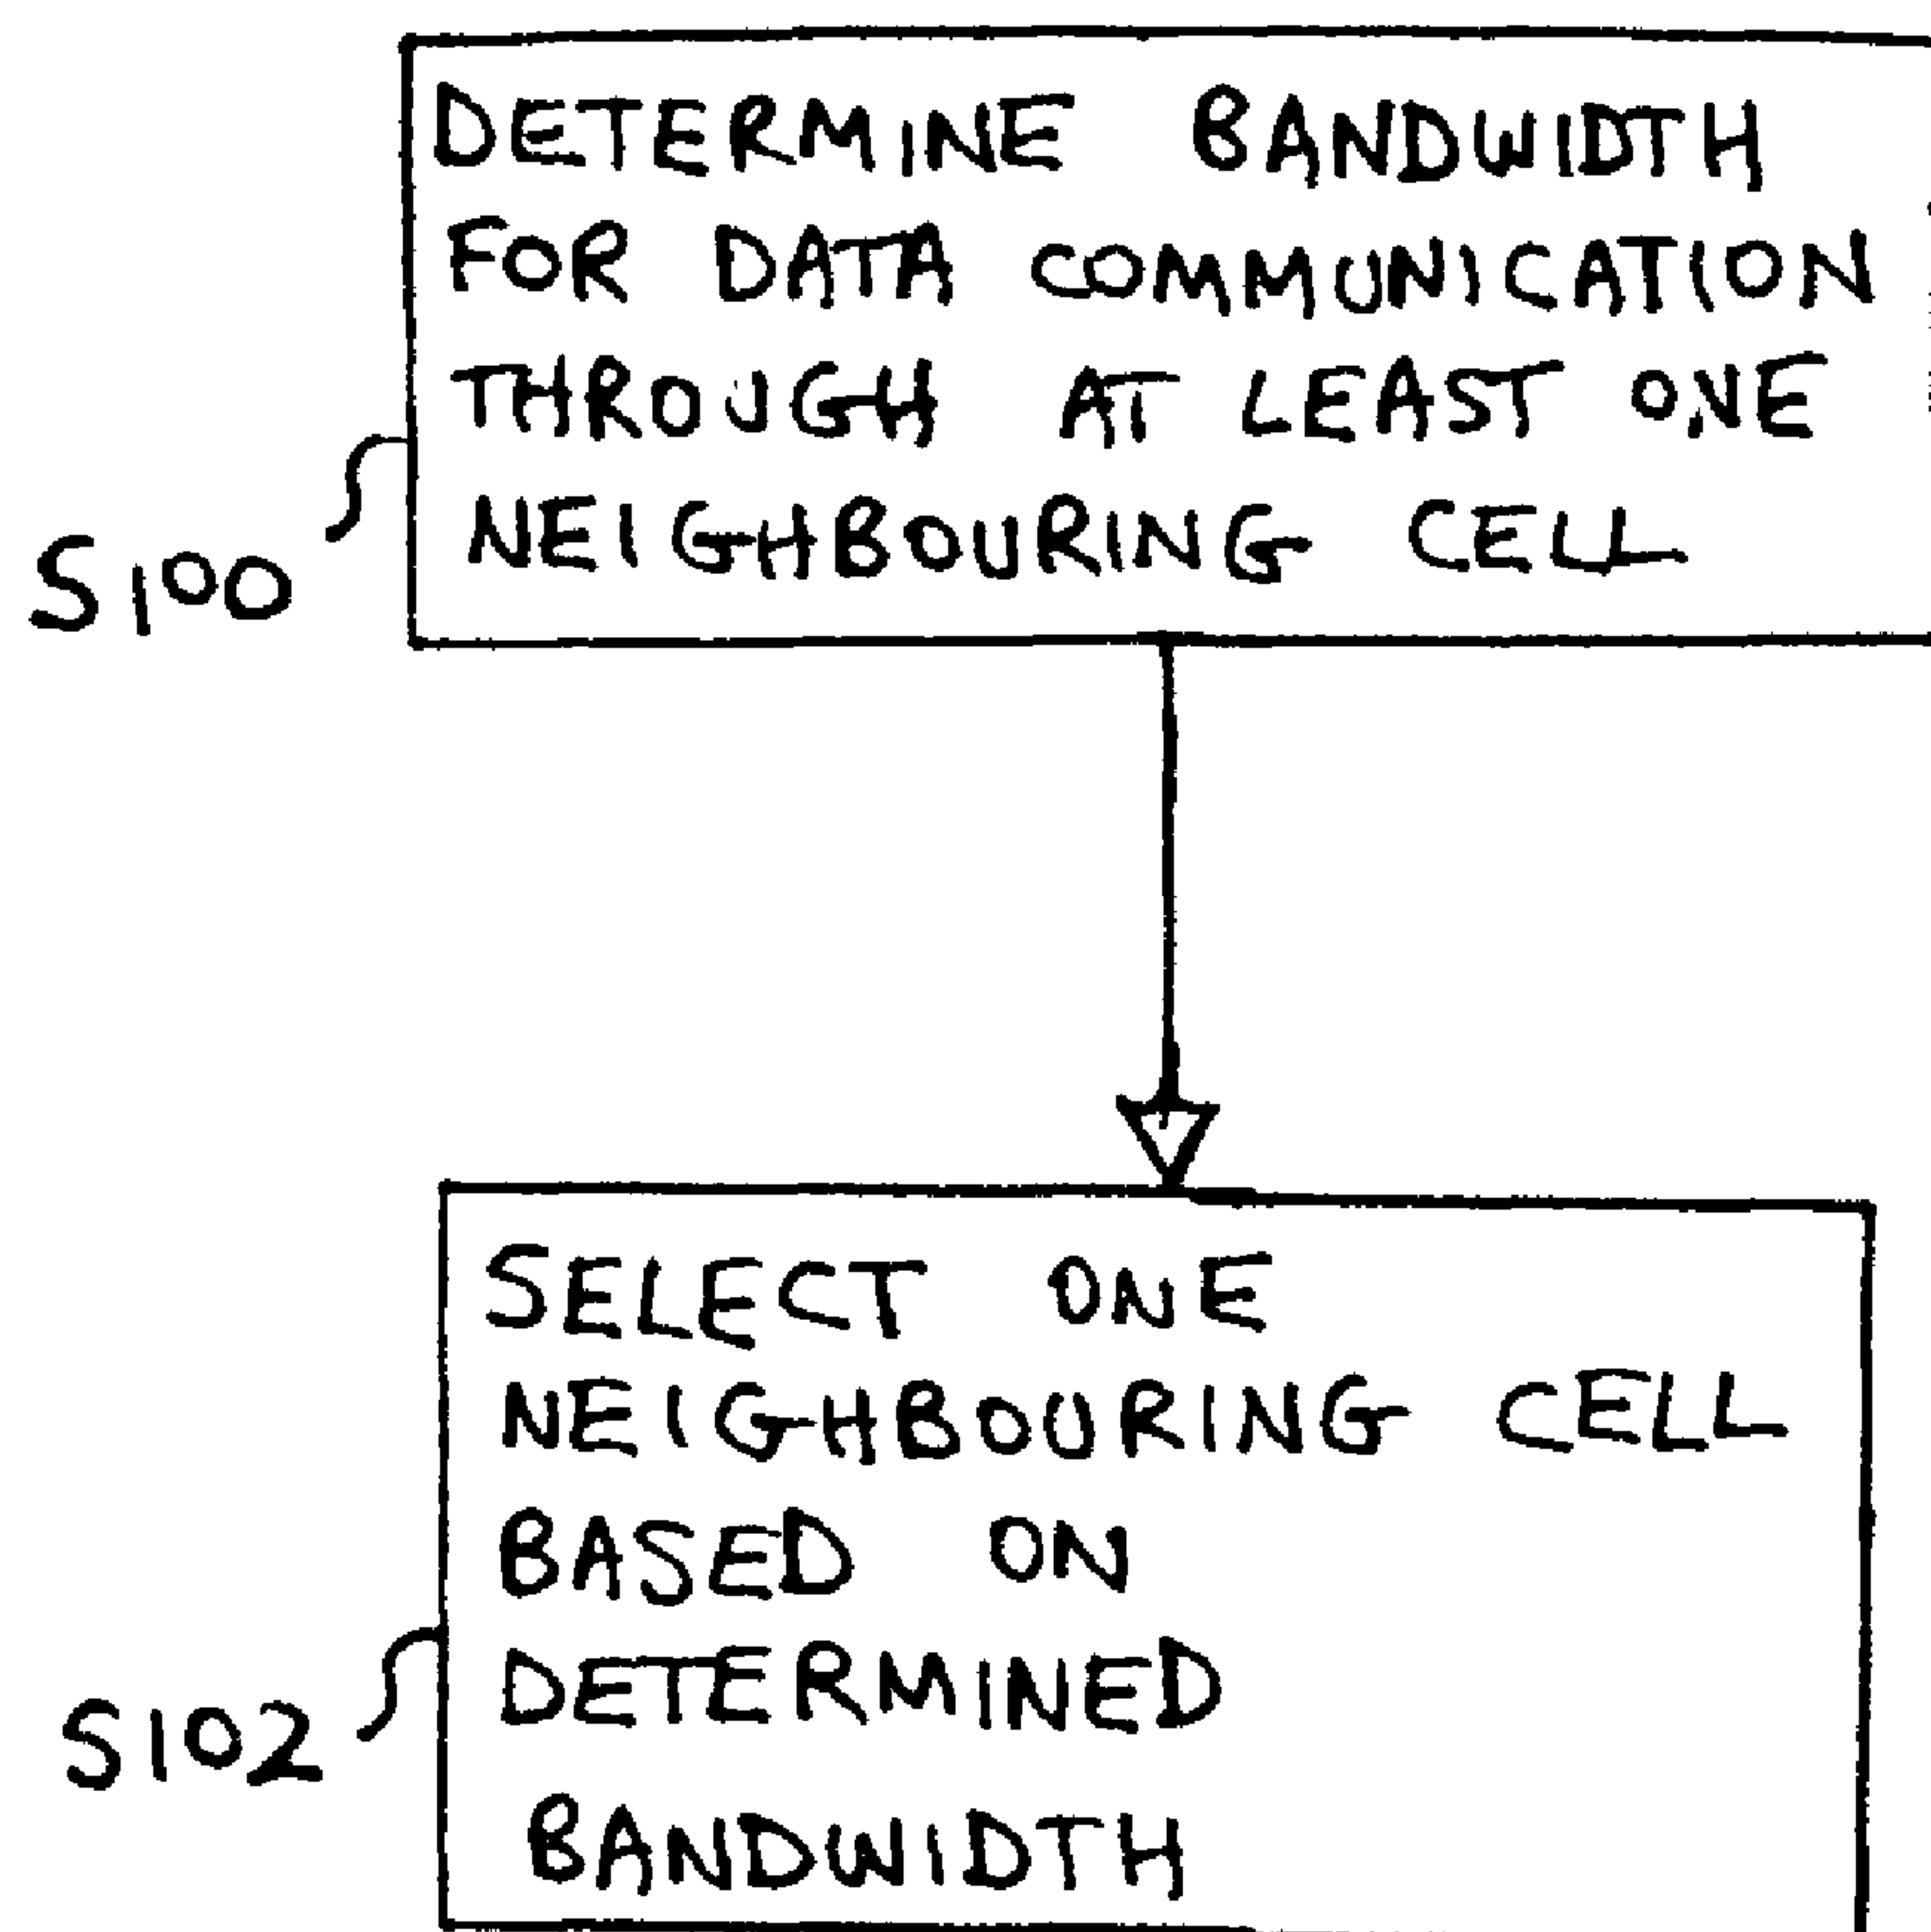 DETERMINE BANDWIDTH
FOR DATA COMMUNICATION
THROUGH AT LEAST ONE
NEIGHBOURING CELL
S100
SELECT ONE
NEIGHBOURING CELL
BASED ON
DETERMINED
S102
BANDWIDTH